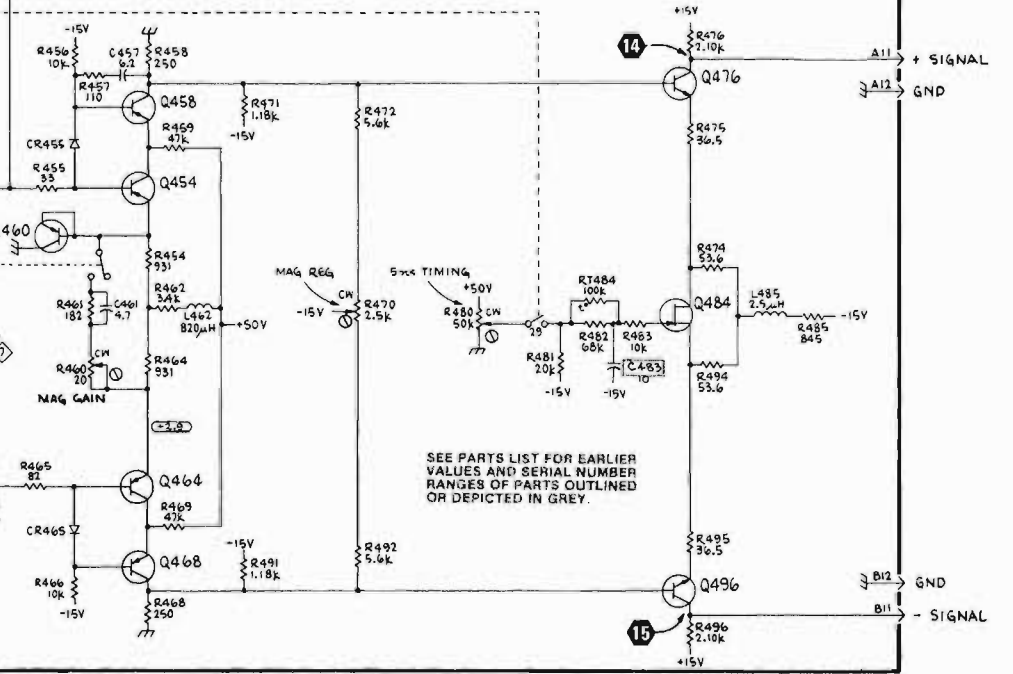 +15V
-15V
R456
10k
C457
6.2
R458
250
R457
110
Q458
R471
1.18k
-15V
R472
5.6k
14
R476
2.10k
Q476
A11
+ SIGNAL
A12
GND
R459
47k
CR455
R455
33
Q454
R475
36.5
460
R454
931
R462
3.4k
L462
820µH
+50V
R461
182
C461
4.7
CW
R460
20
MAG GAIN
R464
931
MAG REG
CW
-15V
R470
2.5k
5ns TIMING
+50V
R480
50k
CW
29
RT484
100k
R482
68k
R483
10k
R481
20k
-15V
C483
10
-15V
R474
53.6
Q484
L485
2.5µH
R485
845
-15V
R494
53.6
+2.9
SEE PARTS LIST FOR EARLIER
VALUES AND SERIAL NUMBER
RANGES OF PARTS OUTLINED
OR DEPICTED IN GREY.
R465
82
Q464
R469
47k
CR465
Q468
R466
10k
-15V
R468
250
-15V
R491
1.18k
R492
5.6k
R495
36.5
Q496
B12
GND
B11
- SIGNAL
15
R496
2.10k
+15V